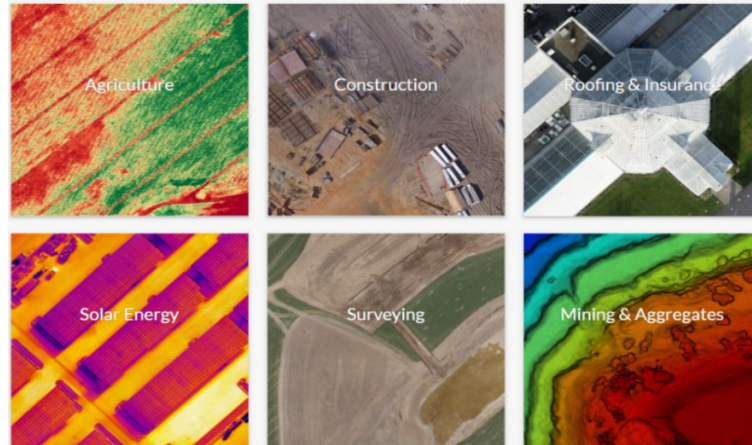 Agriculture
Construction
Roofing & Insurance
Solar Energy
Surveying
Mining & Aggregates